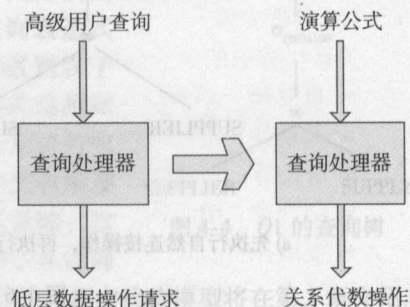 高级用户查询
演算公式
查询处理器
查询处理器
低层数据操作请求
关系代数操作